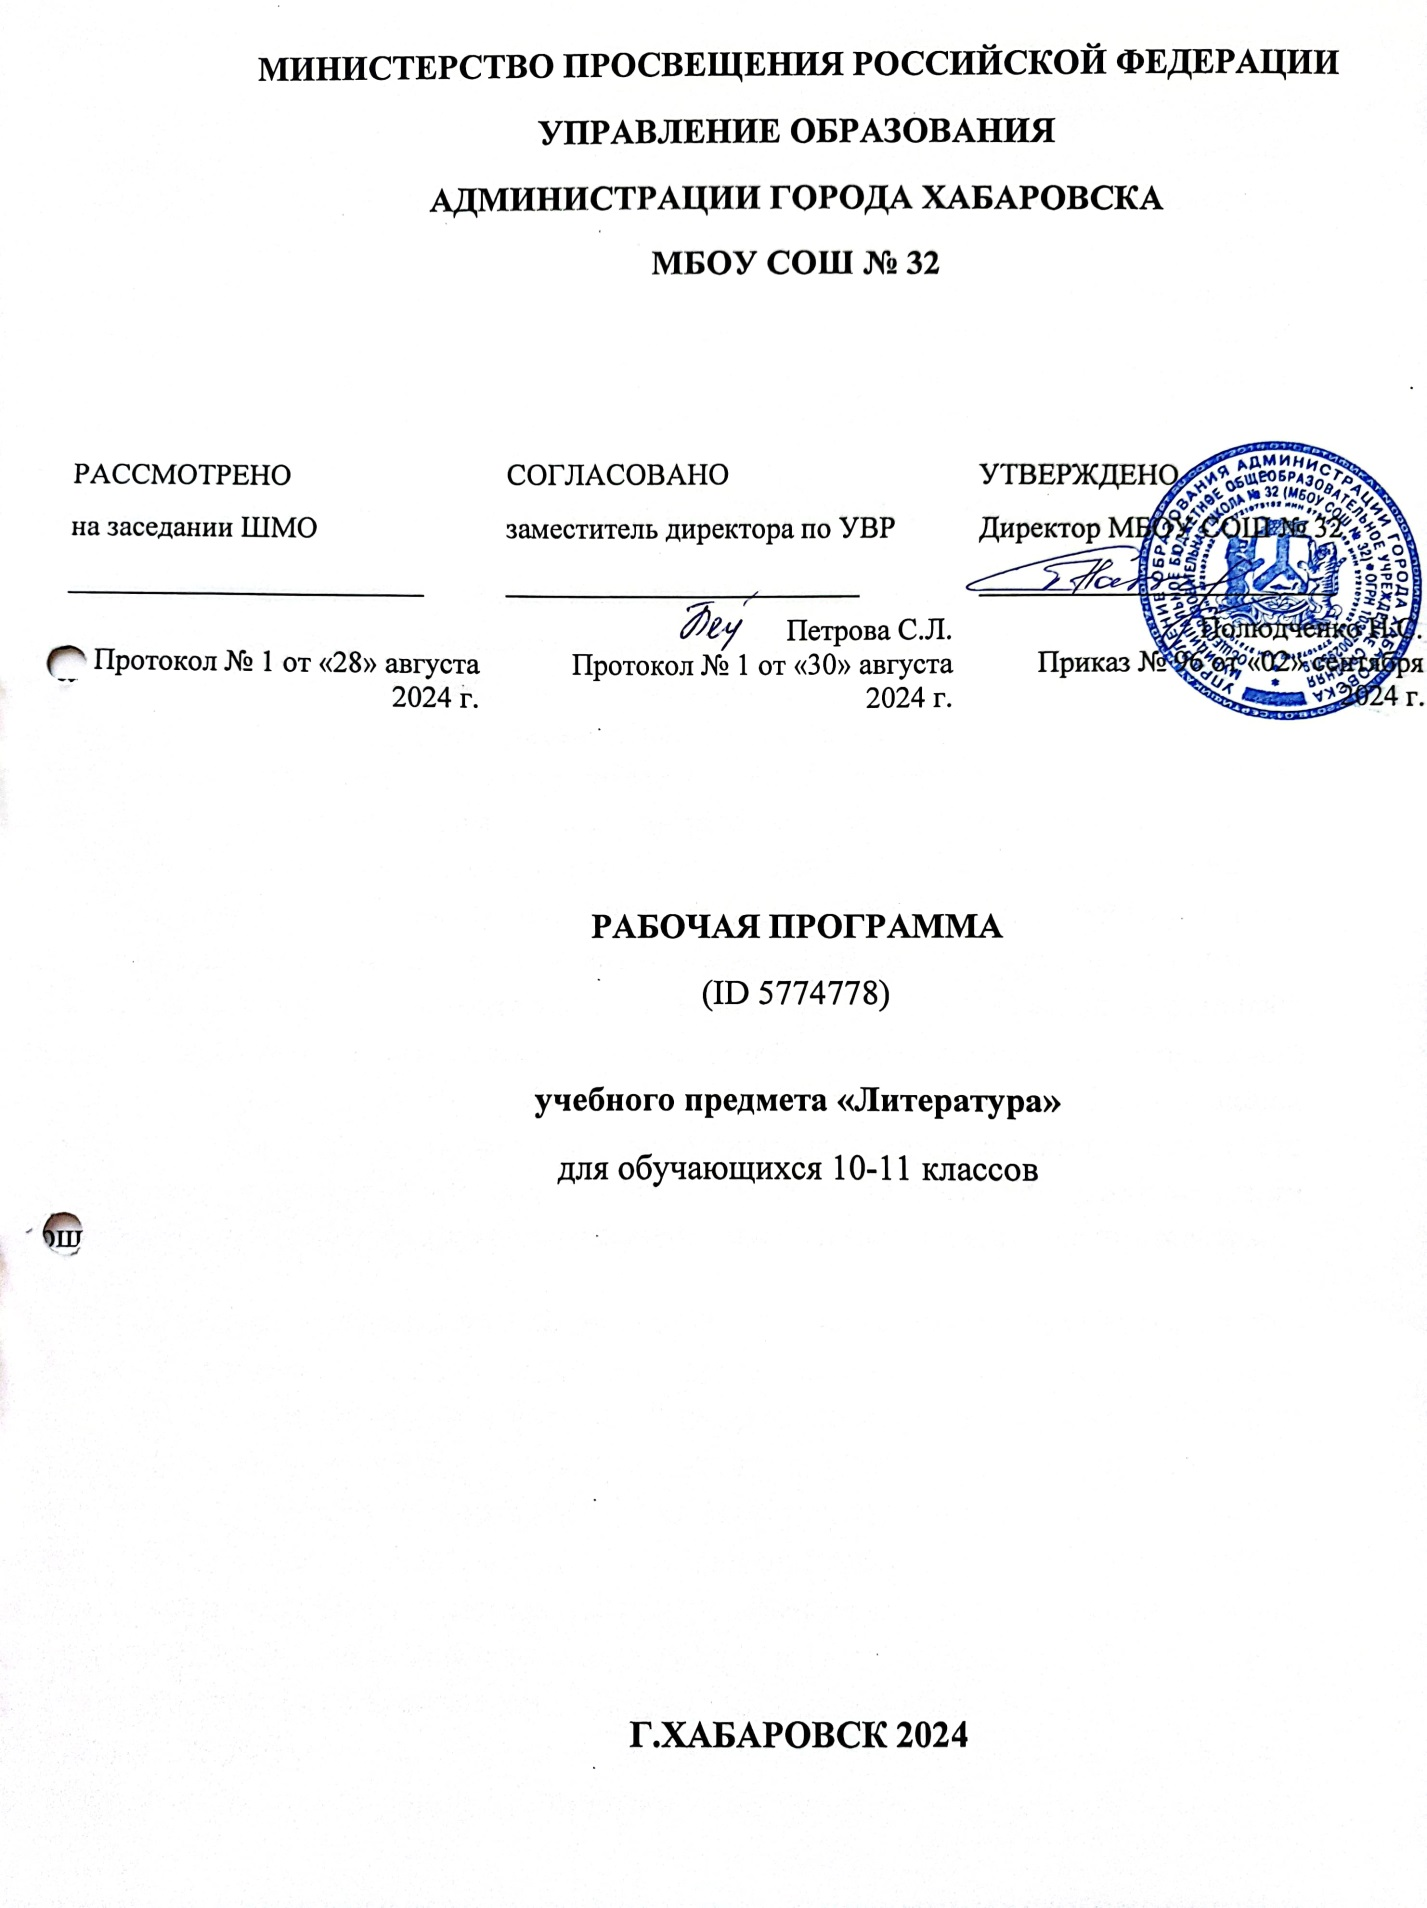 МИНИСТЕРСТВО ПРОСВЕЩЕНИЯ РОССИЙСКОЙ ФЕДЕРАЦИИ
УПРАВЛЕНИЕ ОБРАЗОВАНИЯ
АДМИНИСТРАЦИИ ГОРОДА ХАБАРОВСКА
МБОУ СОШ № 32
РАССМОТРЕНО
на заседании ШМО
Протокол № 1 от «28» августа
2024 г.
СОГЛАСОВАНО
заместитель директора по УВР
Петрова С.Л.
Протокол № 1 от «30» августа
2024 г.
УТВЕРЖДЕНО
Директор МБОУ СОШ № 32
Полюдченко Н.С.
Приказ № 96 от «02» сентября
2024 г.
РАБОЧАЯ ПРОГРАММА
(ID 5774778)
учебного предмета «Литература»
для обучающихся 10-11 классов
ош
Г.ХАБАРОВСК 2024